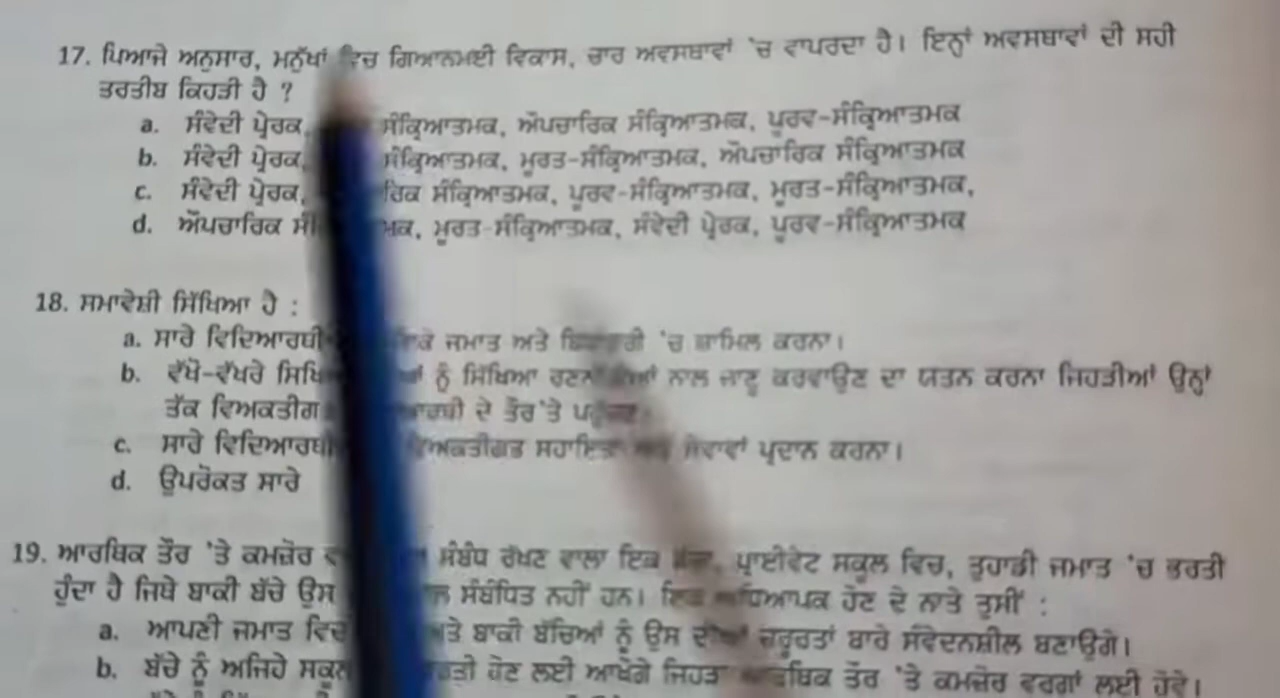 17. ਪਿਆਜੇ ਅਨੁਸਾਰ, ਮਨੁੱਖਾਂ ਵਿਚ ਗਿਆਨਮਈ ਵਿਕਾਸ, ਚਾਰ ਅਵਸਥਾਵਾਂ 'ਚ ਵਾਪਰਦਾ ਹੈ। ਇਨ੍ਹਾਂ ਅਵਸਥਾਵਾਂ ਦੀ ਸਹੀ
ਤਰਤੀਬ ਕਿਹੜੀ ਹੈ ?
a. ਸੰਵੇਦੀ ਪ੍ਰੇਰਕ, ਸੰਕ੍ਰਿਆਤਮਕ, ਔਪਚਾਰਿਕ ਸੰਕ੍ਰਿਆਤਮਕ, ਪੂਰਵ-ਸੰਕ੍ਰਿਆਤਮਕ
b. ਸੰਵੇਦੀ ਪ੍ਰੇਰਕ, ਸੰਕ੍ਰਿਆਤਮਕ, ਮੂਰਤ-ਸੰਕ੍ਰਿਆਤਮਕ, ਔਪਚਾਰਿਕ ਸੰਕ੍ਰਿਆਤਮਕ
c. ਸੰਵੇਦੀ ਪ੍ਰੇਰਕ, ਸੰਕ੍ਰਿਆਤਮਕ, ਪੂਰਵ-ਸੰਕ੍ਰਿਆਤਮਕ, ਮੂਰਤ-ਸੰਕ੍ਰਿਆਤਮਕ,
d. ਔਪਚਾਰਿਕ ਮੂਰਤ-ਸੰਕ੍ਰਿਆਤਮਕ, ਸੰਵੇਦੀ ਪ੍ਰੇਰਕ, ਪੂਰਵ-ਸੰਕ੍ਰਿਆਤਮਕ
18. ਸਮਾਵੇਸ਼ੀ ਸਿੱਖਿਆ ਹੈ :
a. ਸਾਰੇ ਵਿਦਿਆਰਥੀ ਜਮਾਤ ਅਤੇ 'ਚ ਸ਼ਾਮਿਲ ਕਰਨਾ।
b. ਵੱਖੋ-ਵੱਖਰੇ ਨੂੰ ਸਿੱਖਿਆ ਨਾਲ ਜਾਣੂ ਕਰਵਾਉਣ ਦਾ ਯਤਨ ਕਰਨਾ ਜਿਹੜੀਆਂ ਉਨ੍ਹਾਂ
ਤੱਕ ਦੇ ਤੌਰ'ਤੇ
c. ਸਾਰੇ ਵਿਦਿਆਰਥੀ ਵਿਅਕਤੀਗਤ ਸੇਵਾਵਾਂ ਪ੍ਰਦਾਨ ਕਰਨਾ।
d. ਉਪਰੋਕਤ ਸਾਰੇ
19. ਆਰਥਿਕ ਤੌਰ 'ਤੇ ਕਮਜ਼ੋਰ ਸੰਬੰਧ ਰੱਖਣ ਵਾਲਾ ਇਕ ਪ੍ਰਾਈਵੇਟ ਸਕੂਲ ਵਿਚ, ਤੁਹਾਡੀ ਜਮਾਤ 'ਚ ਭਰਤੀ
ਹੁੰਦਾ ਹੈ ਜਿਥੇ ਬਾਕੀ ਬੱਚੇ ਉਸ ਸੰਬੰਧਿਤ ਨਹੀਂ ਹਨ। ਇਕ ਅਧਿਆਪਕ ਹੋਣ ਦੇ ਨਾਤੇ ਤੁਸੀਂ :
a. ਆਪਣੀ ਜਮਾਤ ਵਿਚ ਅਤੇ ਬਾਕੀ ਬੱਚਿਆਂ ਨੂੰ ਉਸ ਦੀਆਂ ਜ਼ਰੂਰਤਾਂ ਬਾਰੇ ਸੰਵੇਦਨਸ਼ੀਲ ਬਣਾਉਗੇ।
b. ਬੱਚੇ ਨੂੰ ਅਜਿਹੇ ਸਕੂਲ ਹੋਣ ਲਈ ਆਖੋਗੇ ਜਿਹੜਾ ਆਰਥਿਕ ਤੌਰ 'ਤੇ ਕਮਜ਼ੋਰ ਵਰਗਾਂ ਲਈ ਹੋਵੇ।